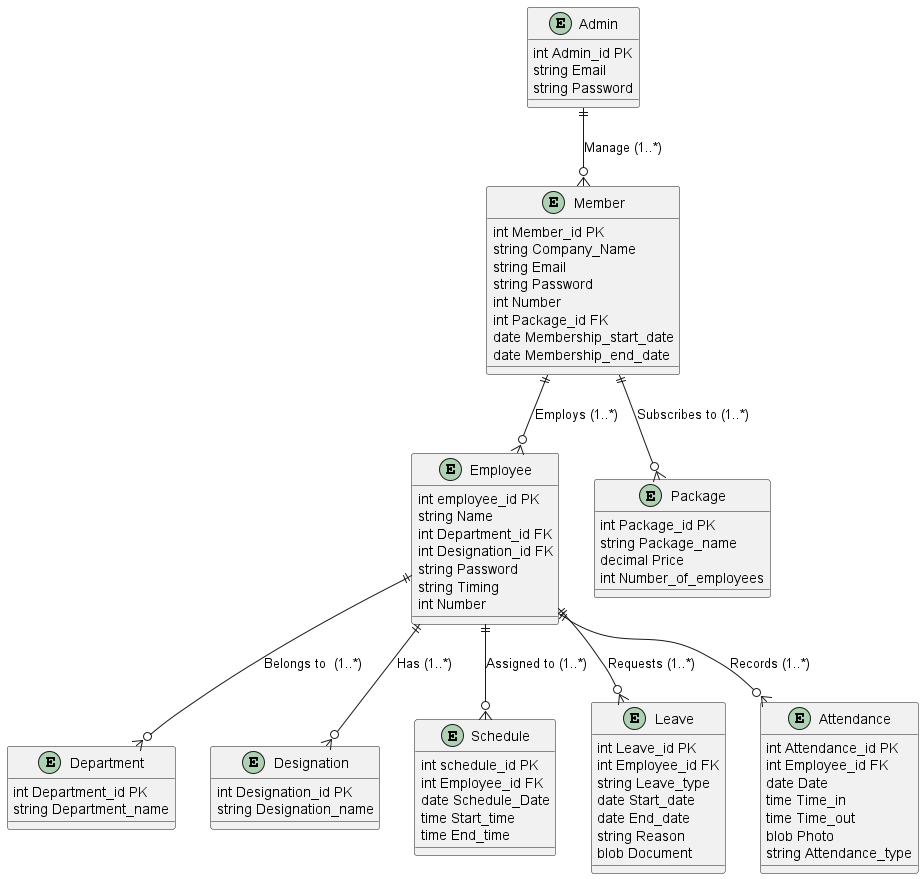 E Admin
int Admin_id PK
string Email
string Password
Manage (1..*)
E Member
int Member_id PK
string Company_Name
string Email
string Password
int Number
int Package_id FK
date Membership_start_date
date Membership_end_date
Employs (1..*)
Subscribes to (1..*)
E Employee
int employee_id PK
string Name
int Department_id FK
int Designation_id FK
string Password
string Timing
int Number
E Package
int Package_id PK
string Package_name
decimal Price
int Number_of_employees
Belongs to  (1..*)
Has (1..*)
Assigned to (1..*)
Requests (1..*)
Records (1..*)
E Department
int Department_id PK
string Department_name
E Designation
int Designation_id PK
string Designation_name
E Schedule
int schedule_id PK
int Employee_id FK
date Schedule_Date
time Start_time
time End_time
E Leave
int Leave_id PK
int Employee_id FK
string Leave_type
date Start_date
date End_date
string Reason
blob Document
E Attendance
int Attendance_id PK
int Employee_id FK
date Date
time Time_in
time Time_out
blob Photo
string Attendance_type